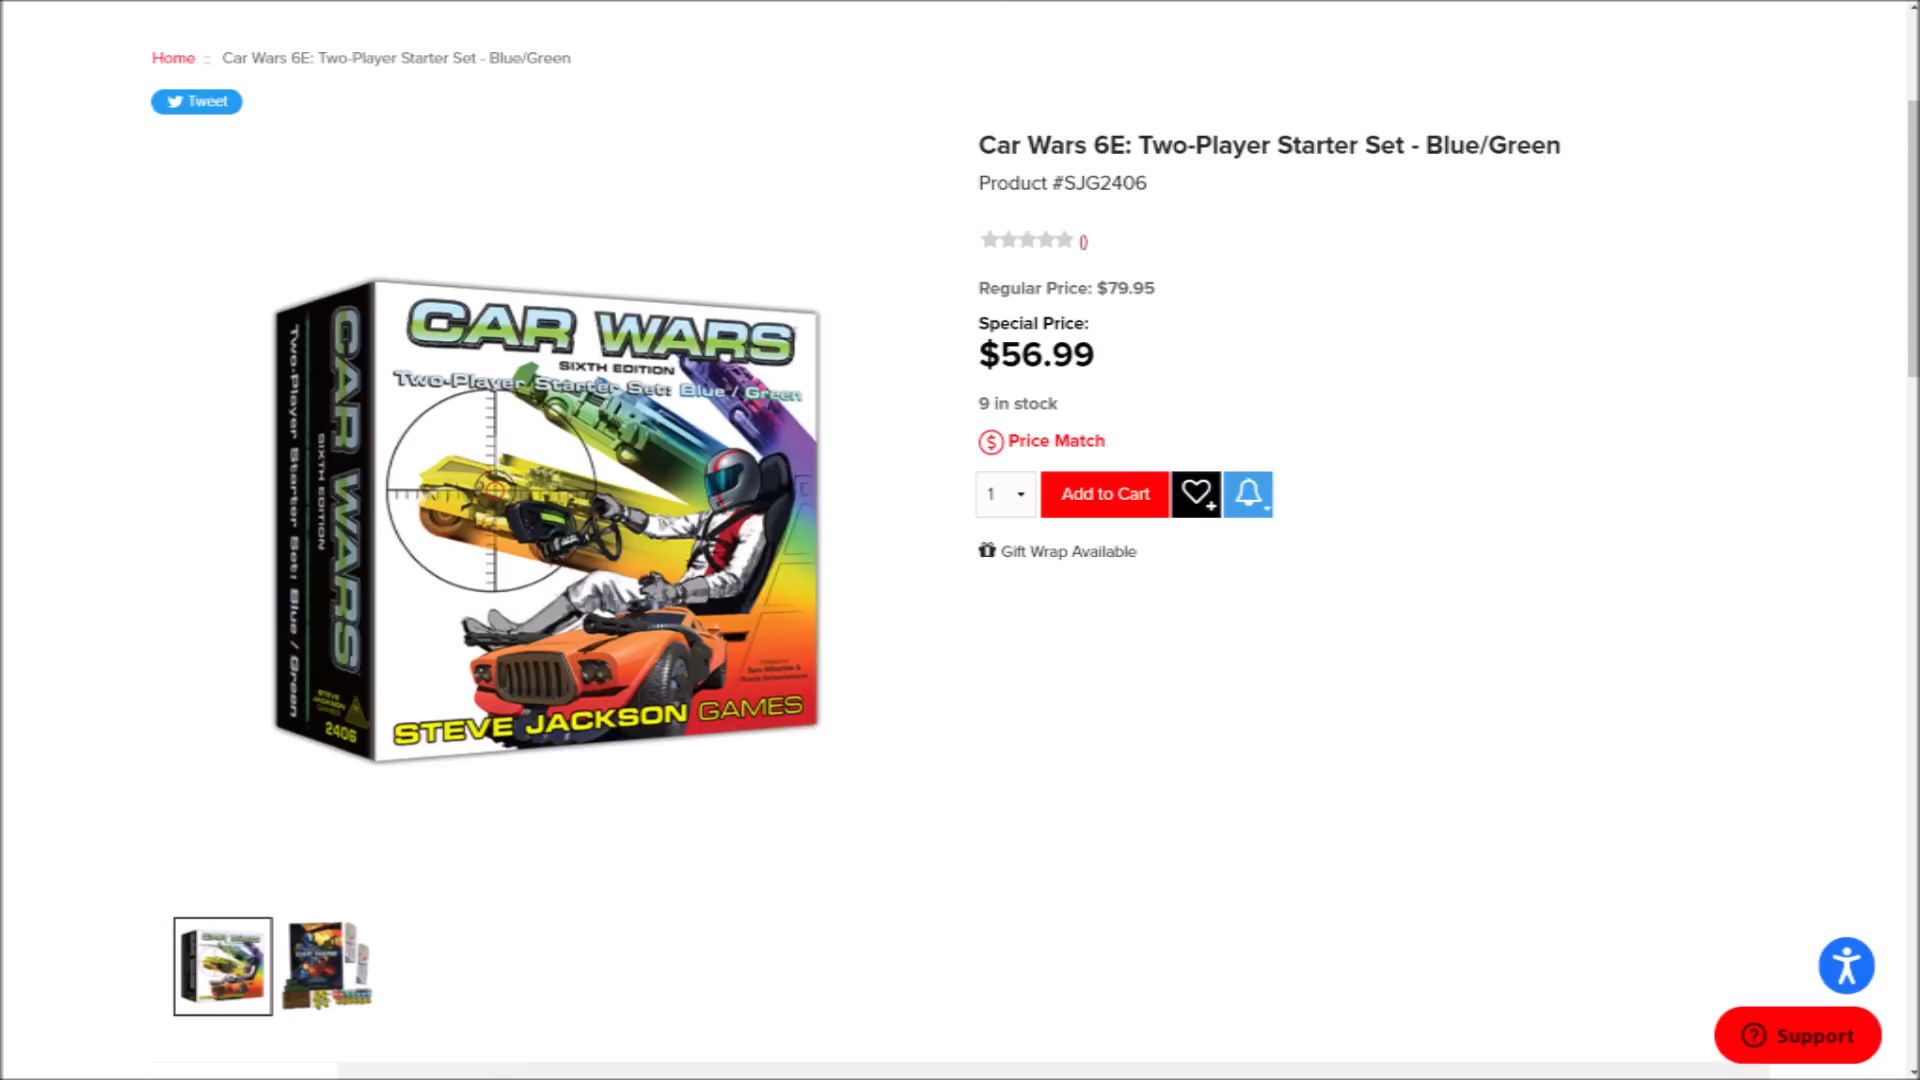 Home :: Car Wars 6E: Two-Player Starter Set - Blue/Green
Tweet
Car Wars 6E: Two-Player Starter Set - Blue/Green
Product #SJG2406
()
Regular Price: $79.95
Special Price:
$56.99
9 in stock
Price Match
1
Add to Cart
Gift Wrap Available
CAR WARS
SIXTH EDITION
Two-Player Starter Set: Blue / Green
STEVE JACKSON GAMES
Two-Player Starter Set: Blue / Green
CAR WARS
SIXTH EDITION
STEVE
JACKSON
GAMES
2406
Support